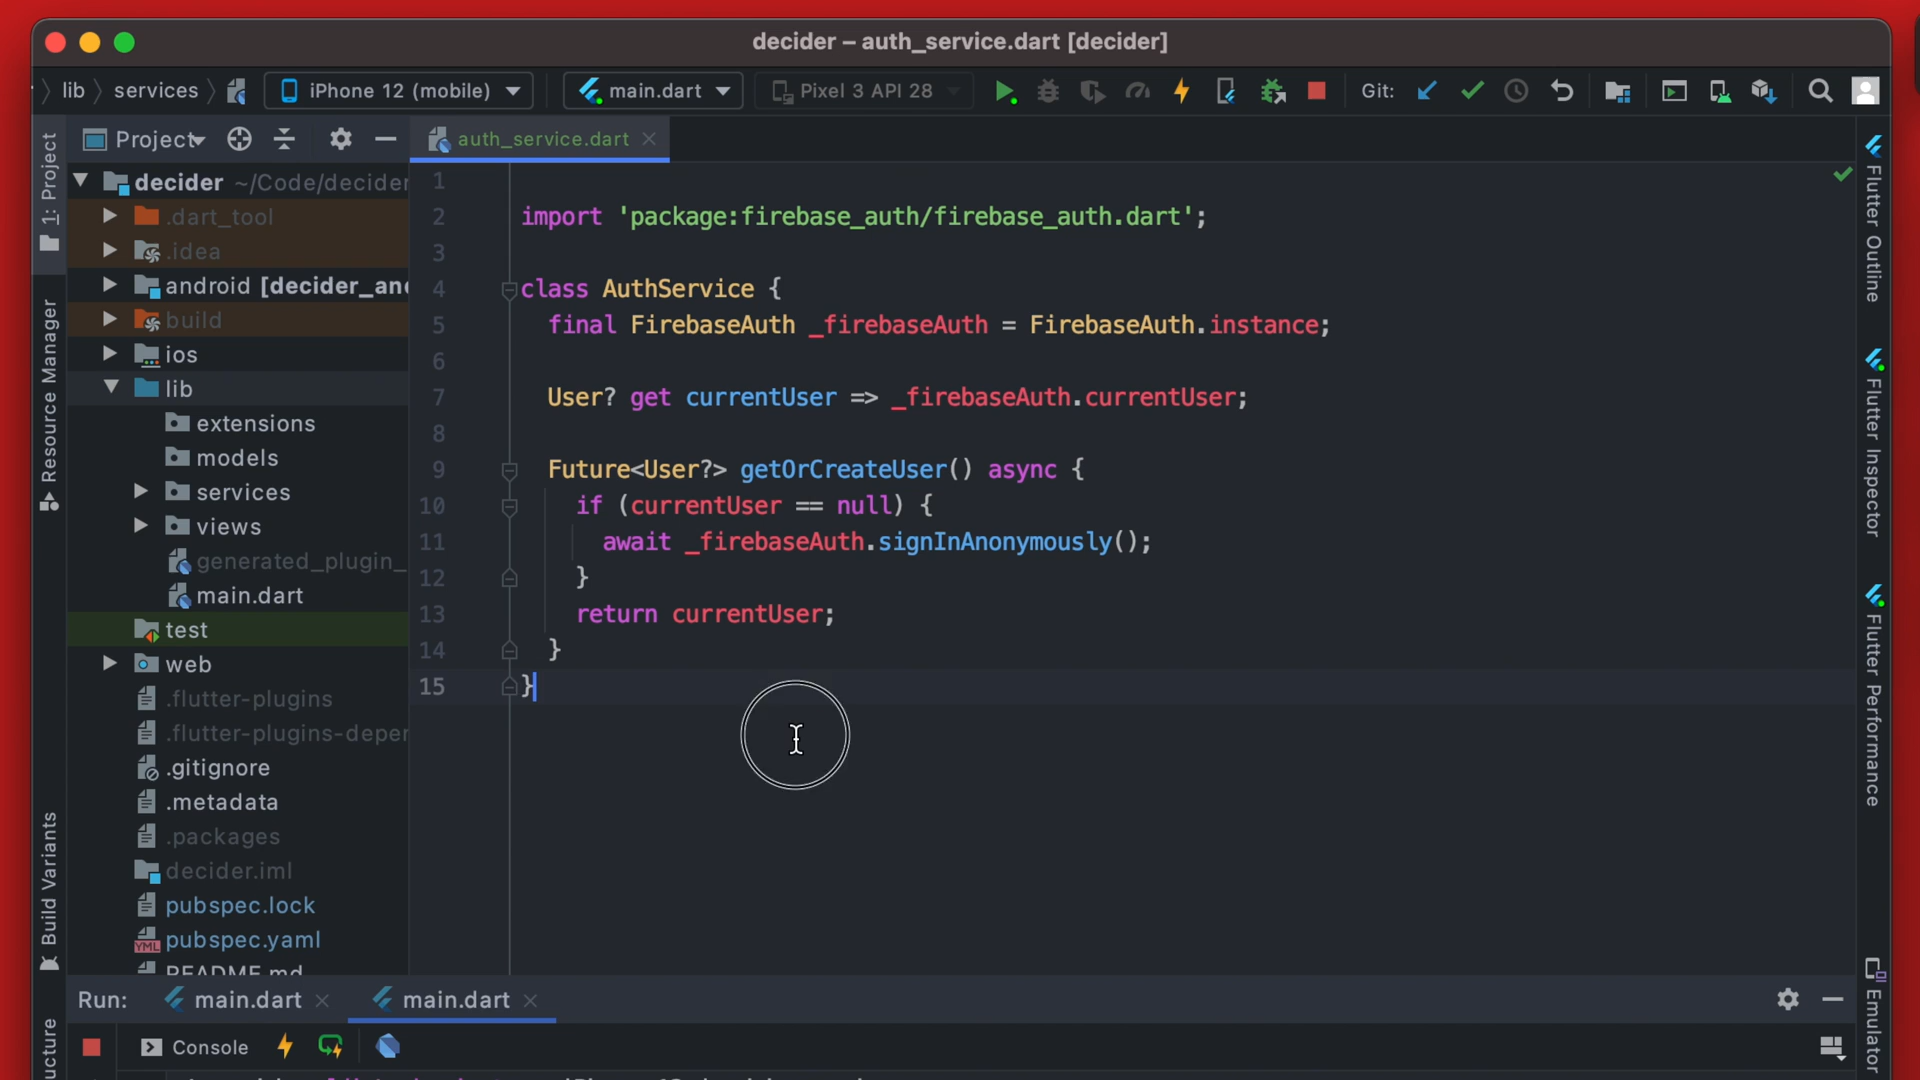 decider – auth_service.dart [decider]
lib
services
iPhone 12 (mobile)
main.dart
Pixel 3 API 28
Git:
1: Project
Resource Manager
Build Variants
Project
decider ~/Code/decider
.dart_tool
.idea
android [decider_and
build
ios
lib
extensions
models
services
views
generated_plugin_
main.dart
test
web
.flutter-plugins
.flutter-plugins-deper
.gitignore
.metadata
.packages
decider.iml
pubspec.lock
YML pubspec.yaml
README.md
auth_service.dart
1
2 import 'package:firebase_auth/firebase_auth.dart';
3
4 class AuthService {
5 final FirebaseAuth _firebaseAuth = FirebaseAuth.instance;
6
7 User? get currentUser => _firebaseAuth.currentUser;
8
9 Future<User?> getOrCreateUser() async {
10 if (currentUser == null) {
11 await _firebaseAuth.signInAnonymously();
12 }
13 return currentUser;
14 }
15 }
Flutter Outline
Flutter Inspector
Flutter Performance
Emulator
Run:
main.dart
main.dart
ucture
Console